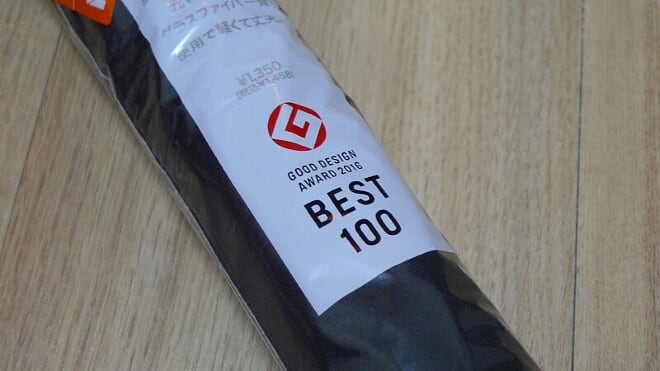 グラスファイバー
使用で軽くて丈夫
¥1,350
(税込¥1,458)
GOOD DESIGN
AWARD 2016
BEST
100